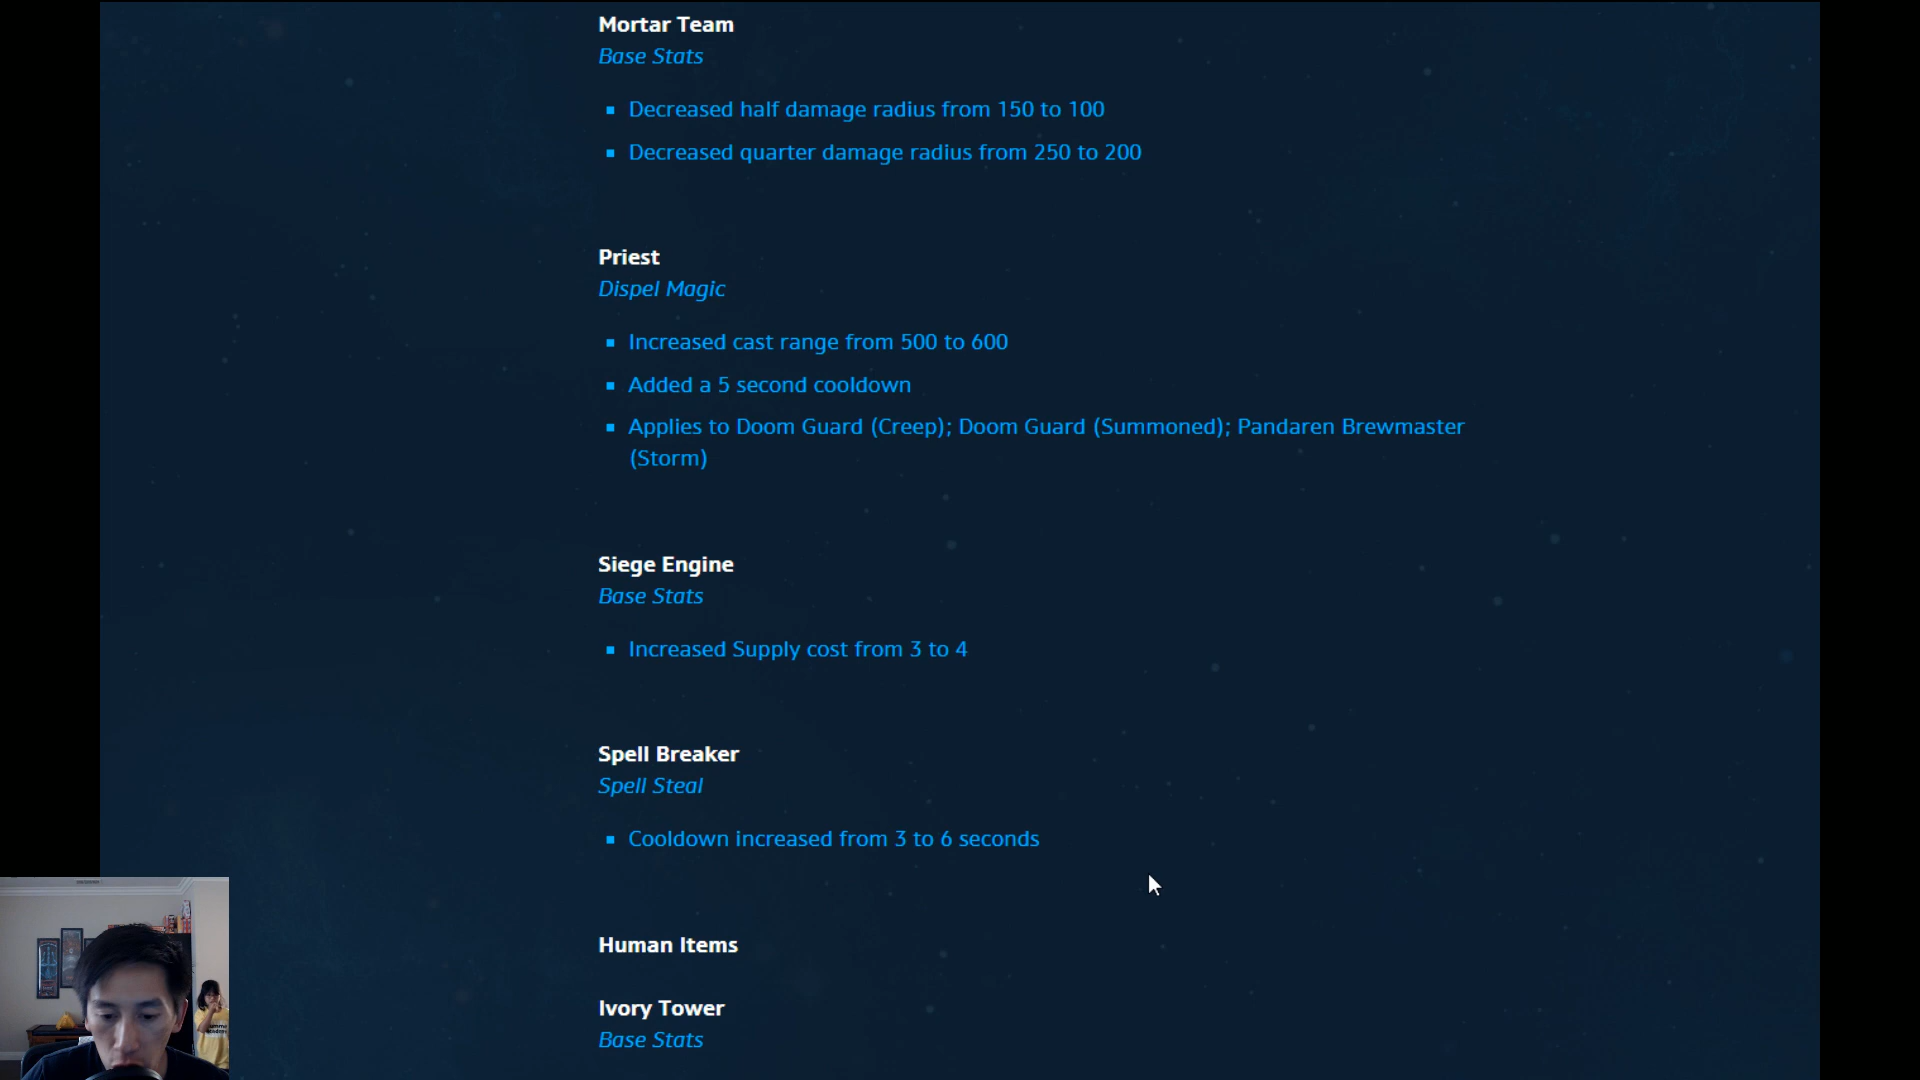 Mortar Team
Base Stats
Decreased half damage radius from 150 to 100
Decreased quarter damage radius from 250 to 200
Priest
Dispel Magic
Increased cast range from 500 to 600
Added a 5 second cooldown
Applies to Doom Guard (Creep); Doom Guard (Summoned); Pandaren Brewmaster
(Storm)
Siege Engine
Base Stats
Increased Supply cost from 3 to 4
Spell Breaker
Spell Steal
Cooldown increased from 3 to 6 seconds
Human Items
Ivory Tower
Base Stats